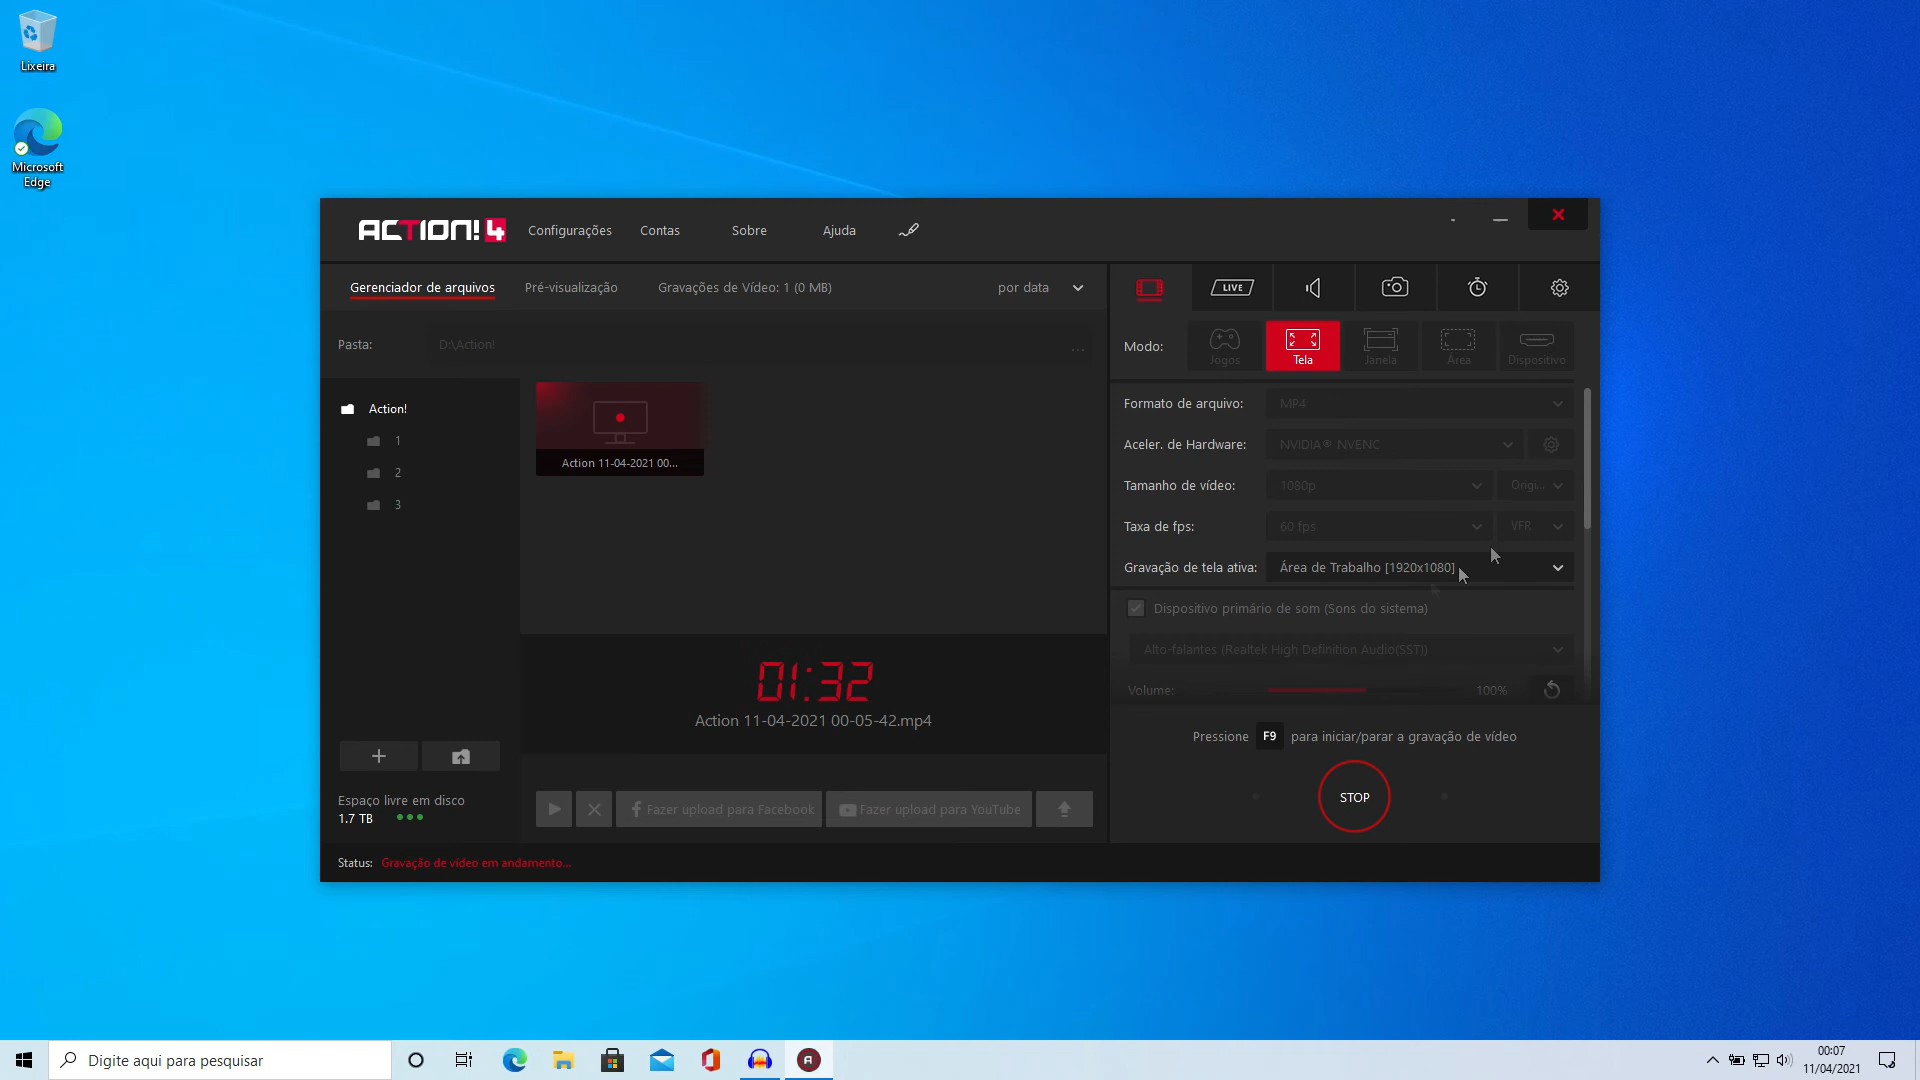 Lixeira
Microsoft
Edge
ACTION! 4
Configurações
Contas
Sobre
Ajuda
Gerenciador de arquivos
Pré-visualização
Gravações de Vídeo: 1 (0 MB)
por data
LIVE
Pasta:
D:\Action!
...
Modo:
Jogos
Tela
Janela
Área
Dispositivo
Action!
1
2
3
Action 11-04-2021 00...
Formato de arquivo:
MP4
Aceler. de Hardware:
NVIDIA® NVENC
Tamanho de vídeo:
1080p
Origi...
Taxa de fps:
60 fps
VFR
Gravação de tela ativa:
Área de Trabalho [1920x1080]
Dispositivo primário de som (Sons do sistema)
Alto-falantes (Realtek High Definition Audio(SST))
Volume:
100%
01:32
Action 11-04-2021 00-05-42.mp4
Pressione F9 para iniciar/parar a gravação de vídeo
STOP
Espaço livre em disco
1.7 TB
Fazer upload para Facebook
Fazer upload para YouTube
Status: Gravação de vídeo em andamento...
Digite aqui para pesquisar
00:07
11/04/2021